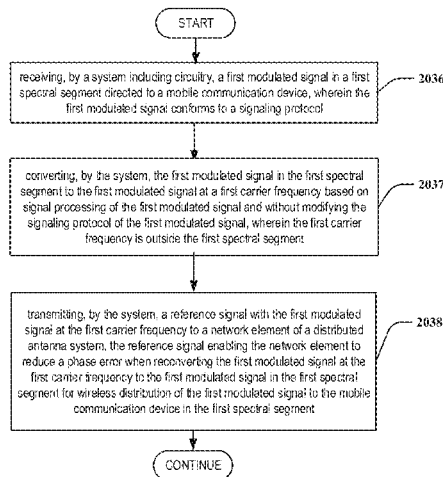 START
receiving, by a system including circuitry, a first modulated signal in a first
spectral segment directed to a mobile communication device, wherein the
first modulated signal conforms to a signaling protocol
2036
converting, by the system, the first modulated signal in the first spectral
segment to the first modulated signal at a first carrier frequency based on
signal processing of the first modulated signal and without modifying the
signaling protocol of the first modulated signal, wherein the first carrier
frequency is outside the first spectral segment
2037
transmitting, by the system, a reference signal with the first modulated
signal at the first carrier frequency to a network element of a distributed
antenna system, the reference signal enabling the network element to
reduce a phase error when reconverting the first modulated signal at the
first carrier frequency to the first modulated signal in the first spectral
segment for wireless distribution of the first modulated signal to the mobile
communication device in the first spectral segment
2038
CONTINUE